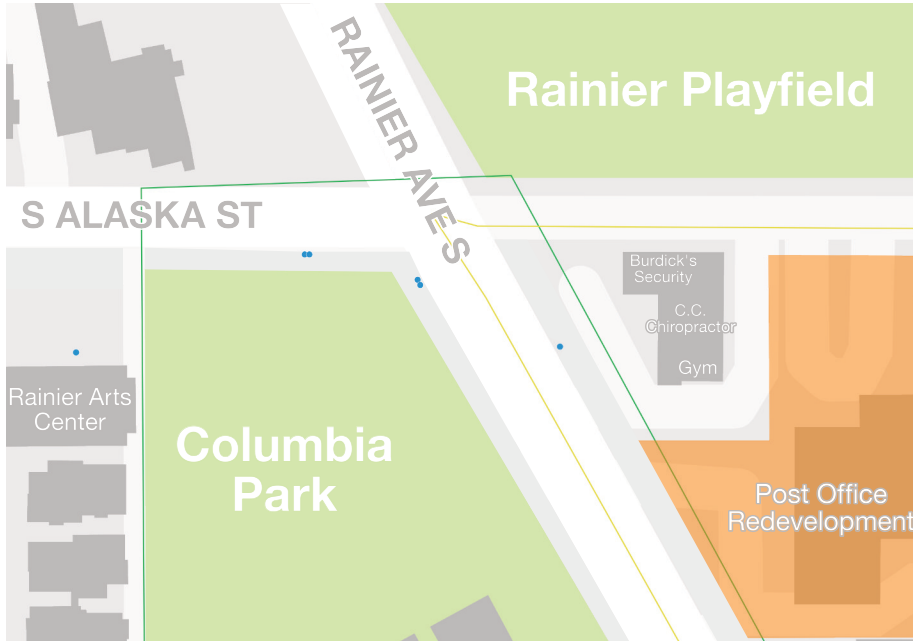 RAINIER AVE S
Rainier Playfield
S ALASKA ST
Burdick's
Security
C.C.
Chiropractor
Gym
Rainier Arts
Center
Columbia
Park
Post Office
Redevelopment